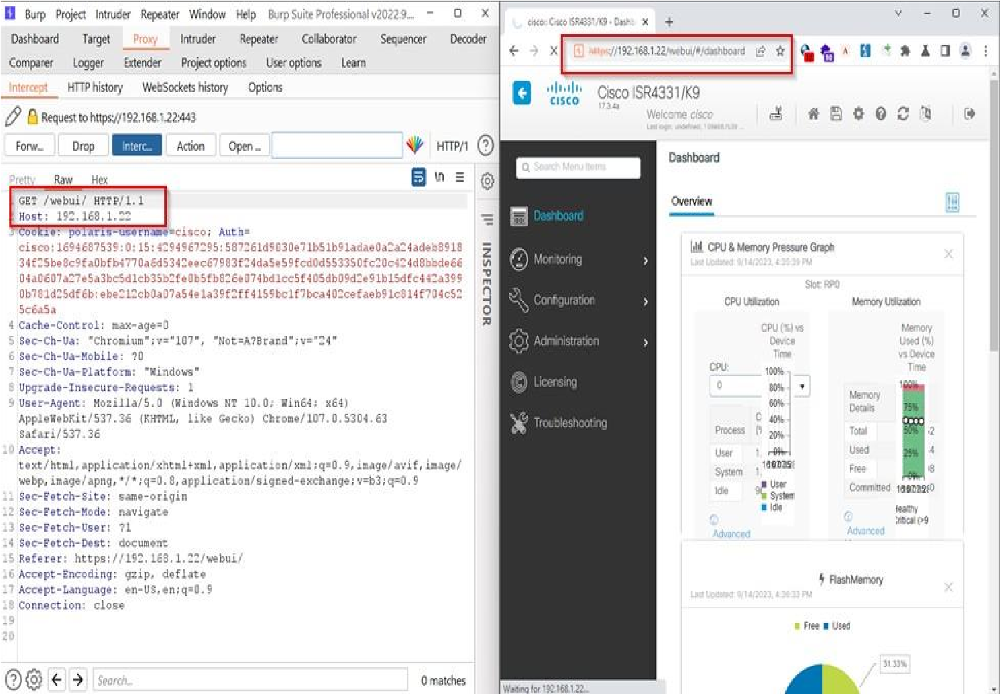 Burp Project Intruder Repeater Window Help Burp Suite Professional v2022.9....
Dashboard Target Proxy Intruder Repeater Collaborator Sequencer Decoder
Comparer Logger Extender Project options User options Learn
Intercept HTTP history WebSockets history Options
Request to https://192.168.1.22:443
Forw... Drop Interc... Action Open ... HTTP/1
Pretty Raw Hex \n
GET /webui/ HTTP/1.1
Host: 192.168.1.22
3 Cookie: polaris-username=cisco; Auth=
cisco:1694687539:0:15:4294967295:587261d9030e71b51b91adae0a2a24adeb8918
34f25be8c9fa0bfb4770a6d5342eec67983f24da5e59fcd0d553350fc20c424d8bbde66
04a0607a27e5a3bc5d1cb35b2fe0b5fb826e074bd1cc5f405db09d2e91b15dfc442a399
0b781d25df6b:ebe212cb0a07a54e1a39f2ff4159bc1f7bca402cefaeb91c814f704c52
5c6a5a
4 Cache-Control: max-age=0
5 Sec-Ch-Ua: "Chromium";v="107", "Not=A?Brand";v="24"
6 Sec-Ch-Ua-Mobile: ?0
7 Sec-Ch-Ua-Platform: "Windows"
8 Upgrade-Insecure-Requests: 1
9 User-Agent: Mozilla/5.0 (Windows NT 10.0; Win64; x64)
AppleWebKit/537.36 (KHTML, like Gecko) Chrome/107.0.5304.63
Safari/537.36
10 Accept:
text/html,application/xhtml+xml,application/xml;q=0.9,image/avif,image/
webp,image/apng,*/*;q=0.8,application/signed-exchange;v=b3;q=0.9
11 Sec-Fetch-Site: same-origin
12 Sec-Fetch-Mode: navigate
13 Sec-Fetch-User: ?1
14 Sec-Fetch-Dest: document
15 Referer: https://192.168.1.22/webui/
16 Accept-Encoding: gzip, deflate
17 Accept-Language: en-US,en;q=0.9
18 Connection: close
19
20
INSPECTOR
Search... 0 matches
cisco: Cisco ISR4331/K9 - Dashb
https://192.168.1.22/webui/#/dashboard
10
CISCO
Cisco ISR4331/K9
17.3.4a
Welcome cisco
Search Menu Items
Dashboard
Monitoring
Configuration
Administration
Licensing
Troubleshooting
Dashboard
Overview
CPU & Memory Pressure Graph
Last Updated: 9/14/2023, 4:35:39 PM
Slot: RP0
CPU Utilization
CPU (%) vs
Device
Time
CPU:
0
100%
80%
60%
40%
20%
0%
Process
User
System
Idle
User
System
Idle
Advanced
Memory Utilization
Memory
Used (%)
vs Device
Time
100%
75%
50%
25%
0%
Memory
Details
Total
Used
Free
Committed
Advanced
FlashMemory
Last Updated: 9/14/2023, 4:36:33 PM
Free Used
31.33%
Waiting for 192.168.1.22...